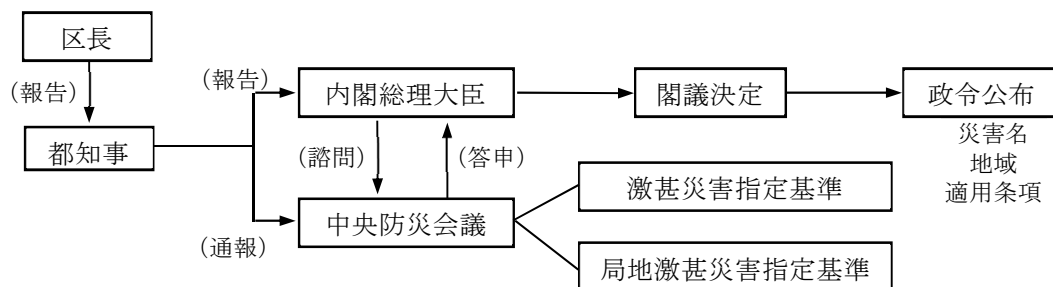 区長
(報告)
都知事
(報告)
(通報)
内閣総理大臣
(諮問)
(答申)
中央防災会議
閣議決定
政令公布
災害名
地域
適用条項
激甚災害指定基準
局地激甚災害指定基準